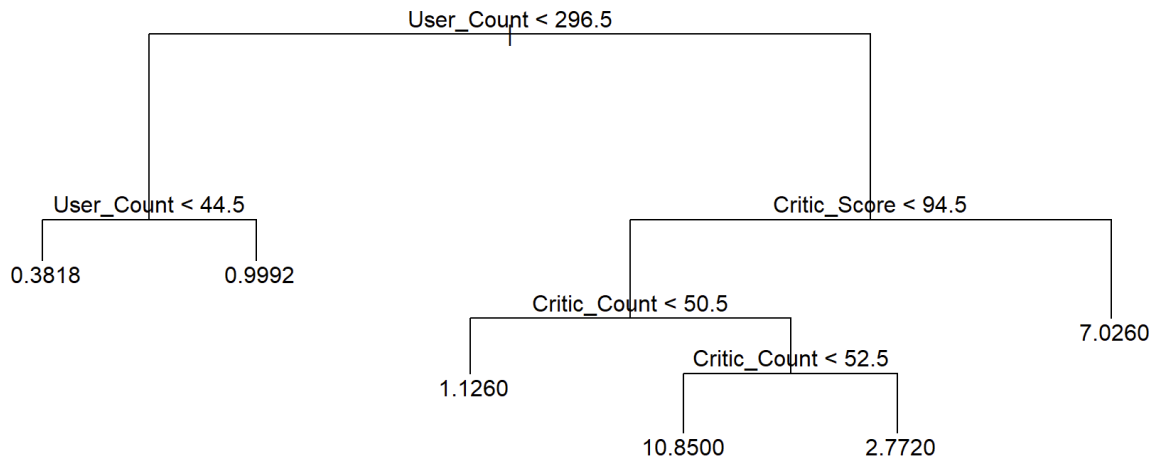 User_Count < 296.5
User_Count < 44.5
Critic_Score < 94.5
0.3818
0.9992
Critic_Count < 50.5
7.0260
Critic_Count < 52.5
1.1260
10.8500
2.7720